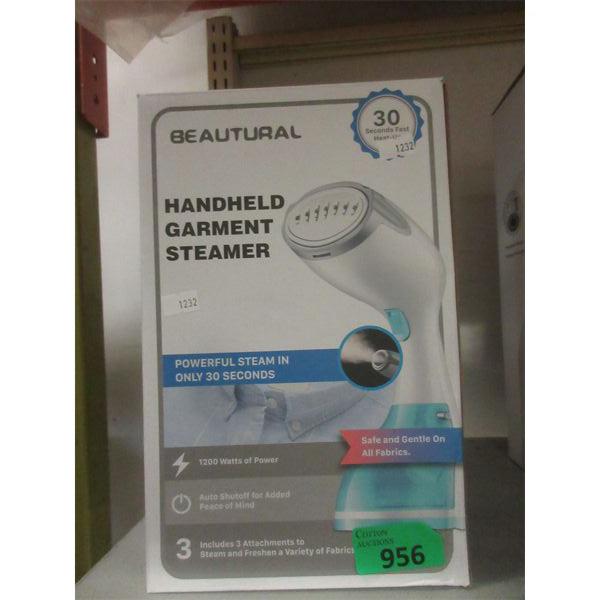 BEAUTURAL
30
Seconds Fast
1232
HANDHELD
GARMENT
STEAMER
1232
POWERFUL STEAM IN
ONLY 30 SECONDS
Safe and Gentle On
All Fabrics.
1200 Watts of Power
Auto Shutoff for Added
Peace of Mind
3 Includes 3 Attachments to
Steam and Freshen a Variety of Fabrics
COTTON
AUCTIONS
956